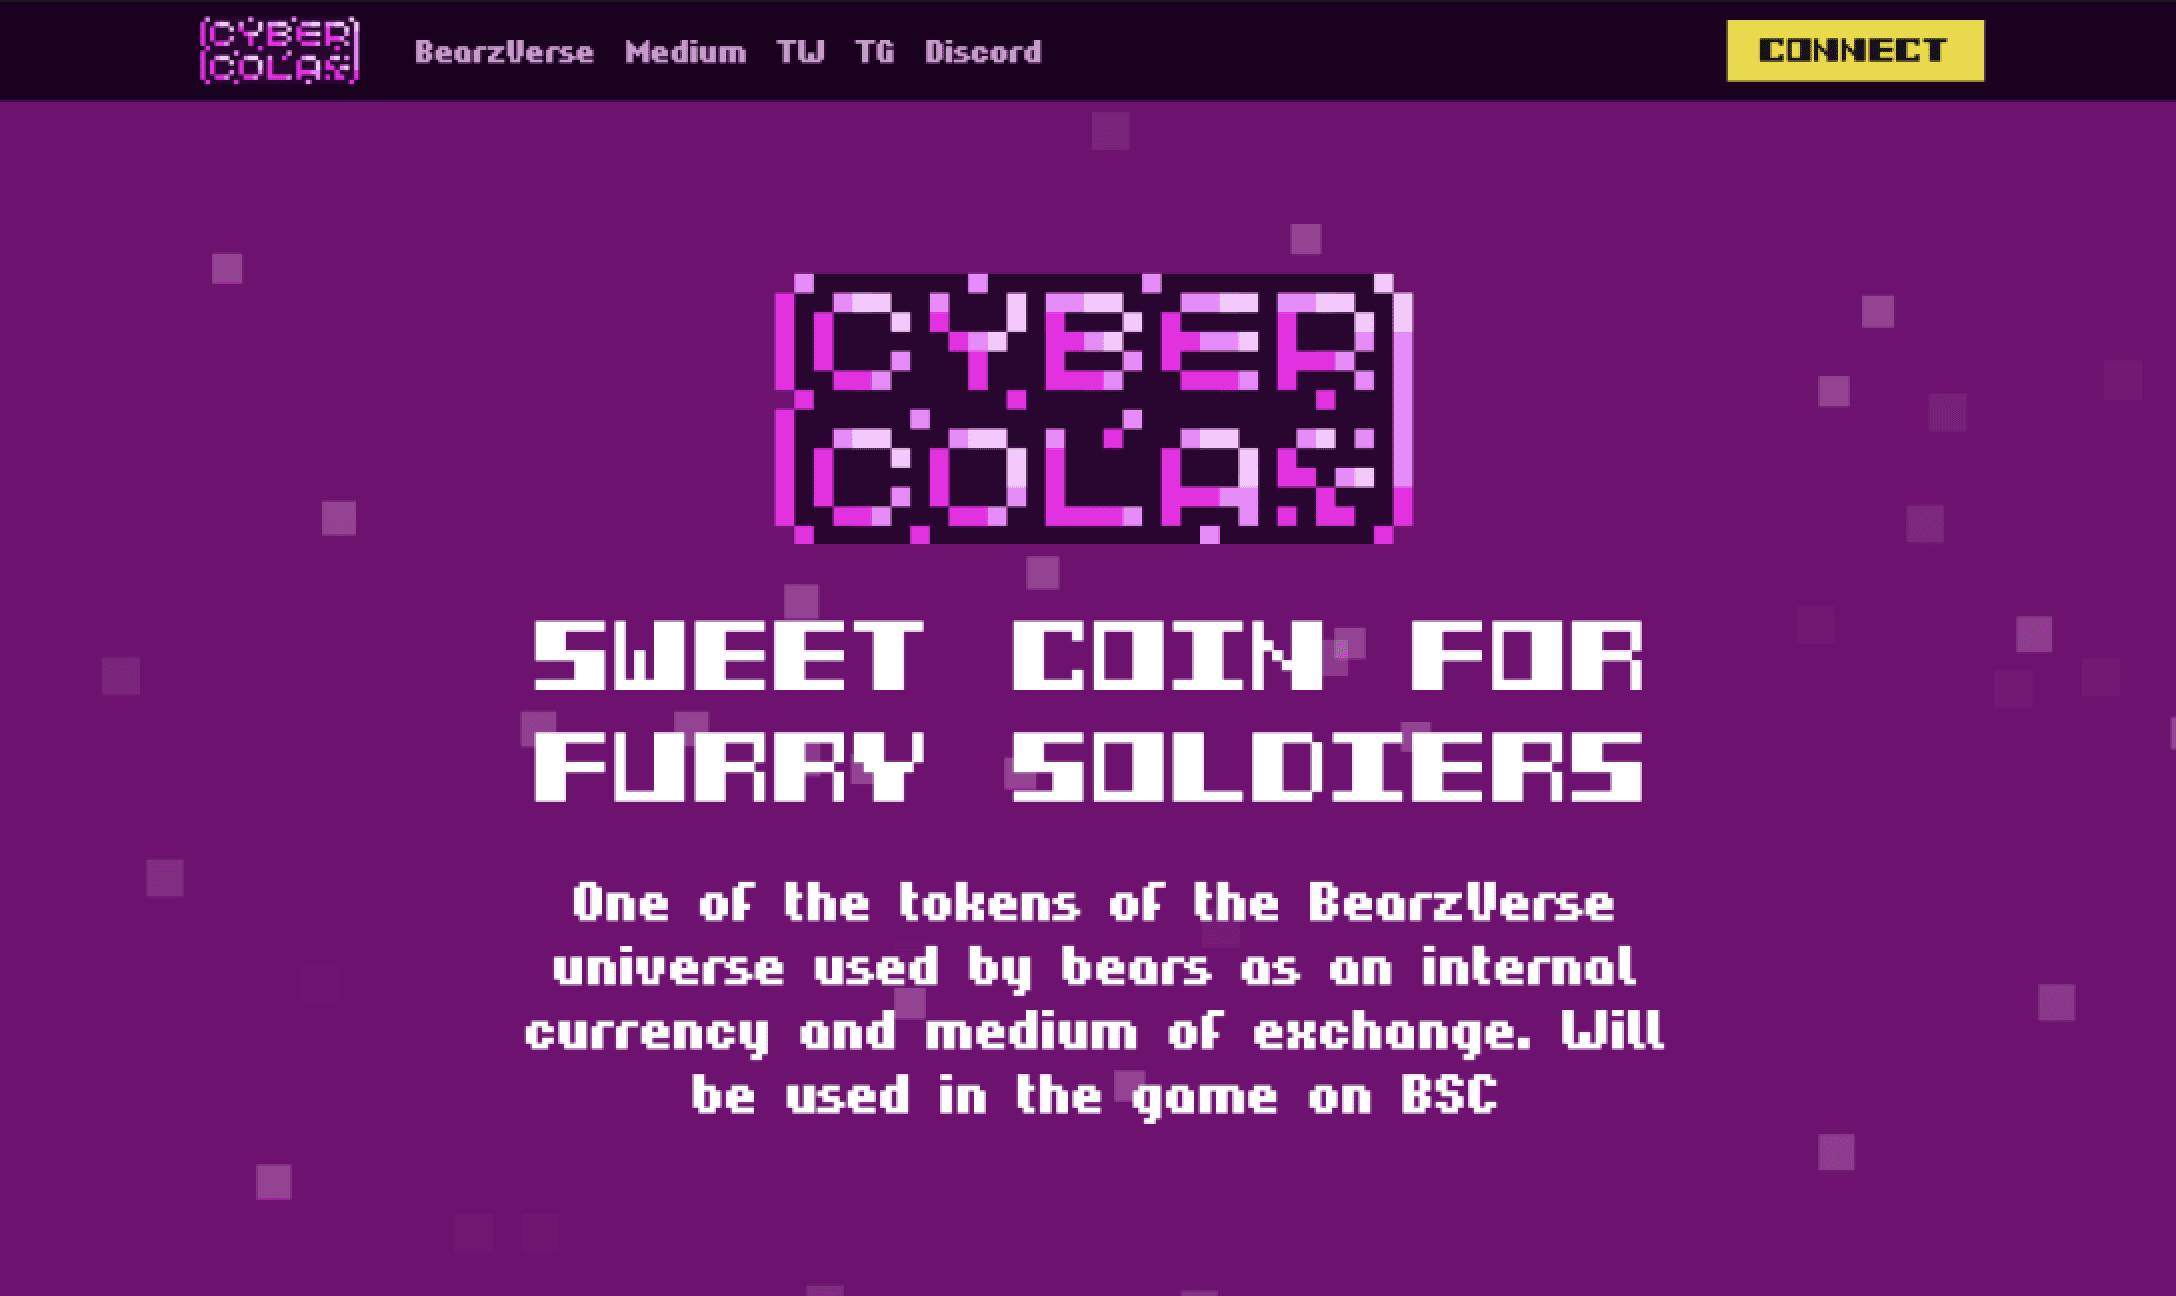 CYBER
COLA
BearzVerse Medium TW TG Discord
CONNECT
CYBER
COL'A
SWEET COIN FOR
FURRY SOLDIERS
One of the tokens of the BearzVerse
universe used by bears as an internal
currency and medium of exchange. Will
be used in the game on BSC